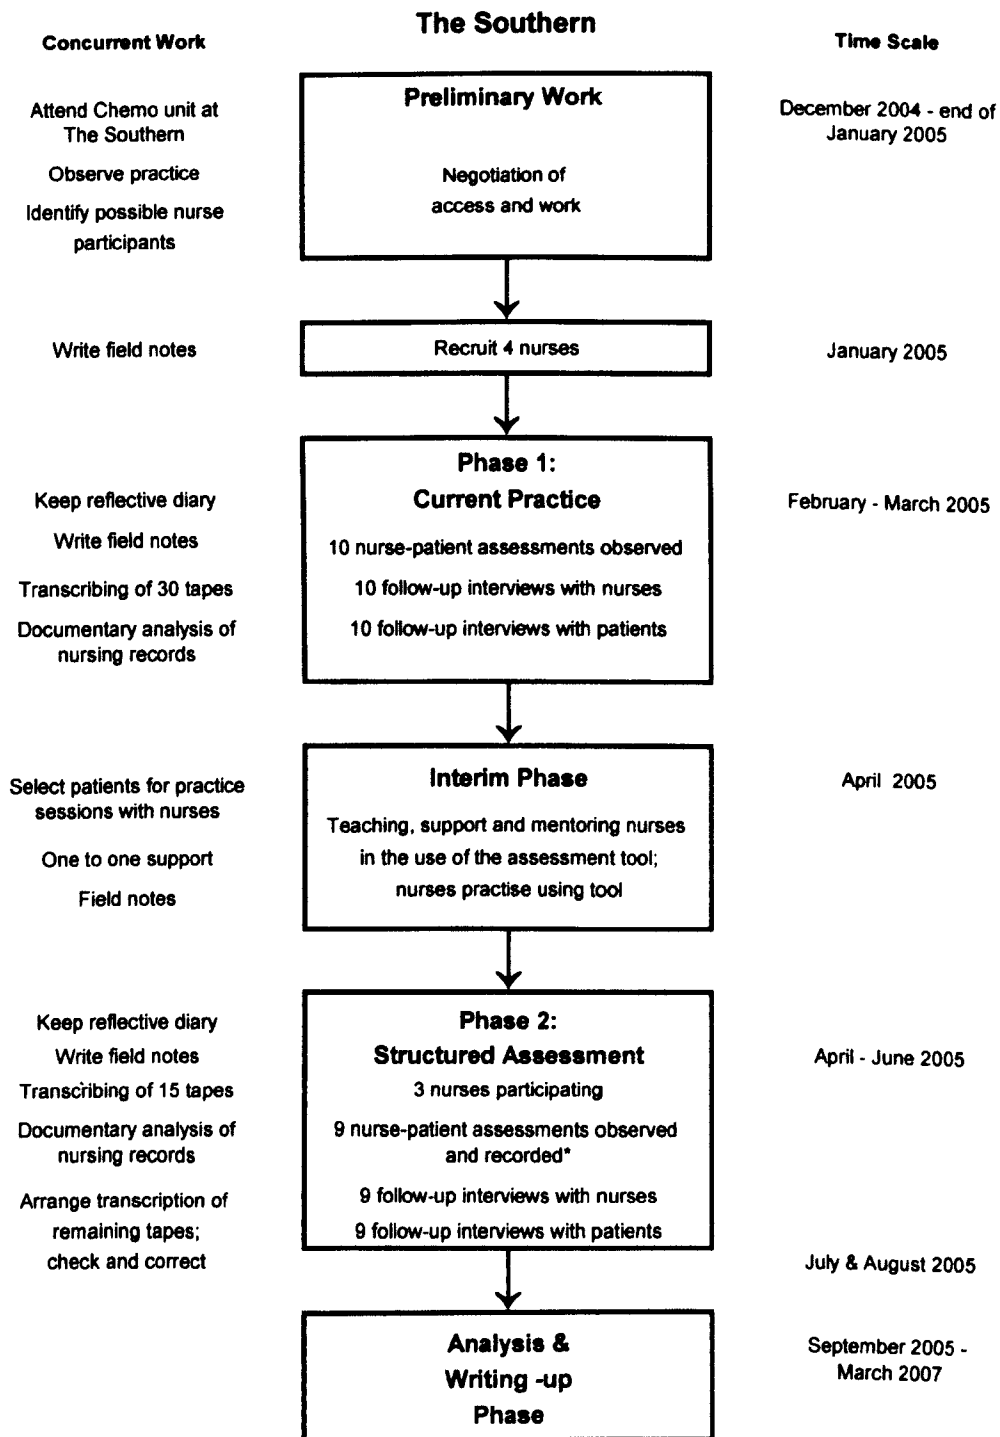 The Southern
Concurrent Work
Time Scale
Attend Chemo unit at
The Southern
Observe practice
Identify possible nurse
participants
Preliminary Work
Negotiation of
access and work
December 2004 - end of
January 2005
Write field notes
Recruit 4 nurses
January 2005
Keep reflective diary
Write field notes
Transcribing of 30 tapes
Documentary analysis of
nursing records
Phase 1:
Current Practice
10 nurse-patient assessments observed
10 follow-up interviews with nurses
10 follow-up interviews with patients
February - March 2005
Select patients for practice
sessions with nurses
One to one support
Field notes
Interim Phase
Teaching, support and mentoring nurses
in the use of the assessment tool;
nurses practise using tool
April 2005
Keep reflective diary
Write field notes
Transcribing of 15 tapes
Documentary analysis of
nursing records
Arrange transcription of
remaining tapes;
check and correct
Phase 2:
Structured Assessment
3 nurses participating
9 nurse-patient assessments observed
and recorded*
9 follow-up interviews with nurses
9 follow-up interviews with patients
April - June 2005
July & August 2005
Analysis &
Writing -up
Phase
September 2005 -
March 2007